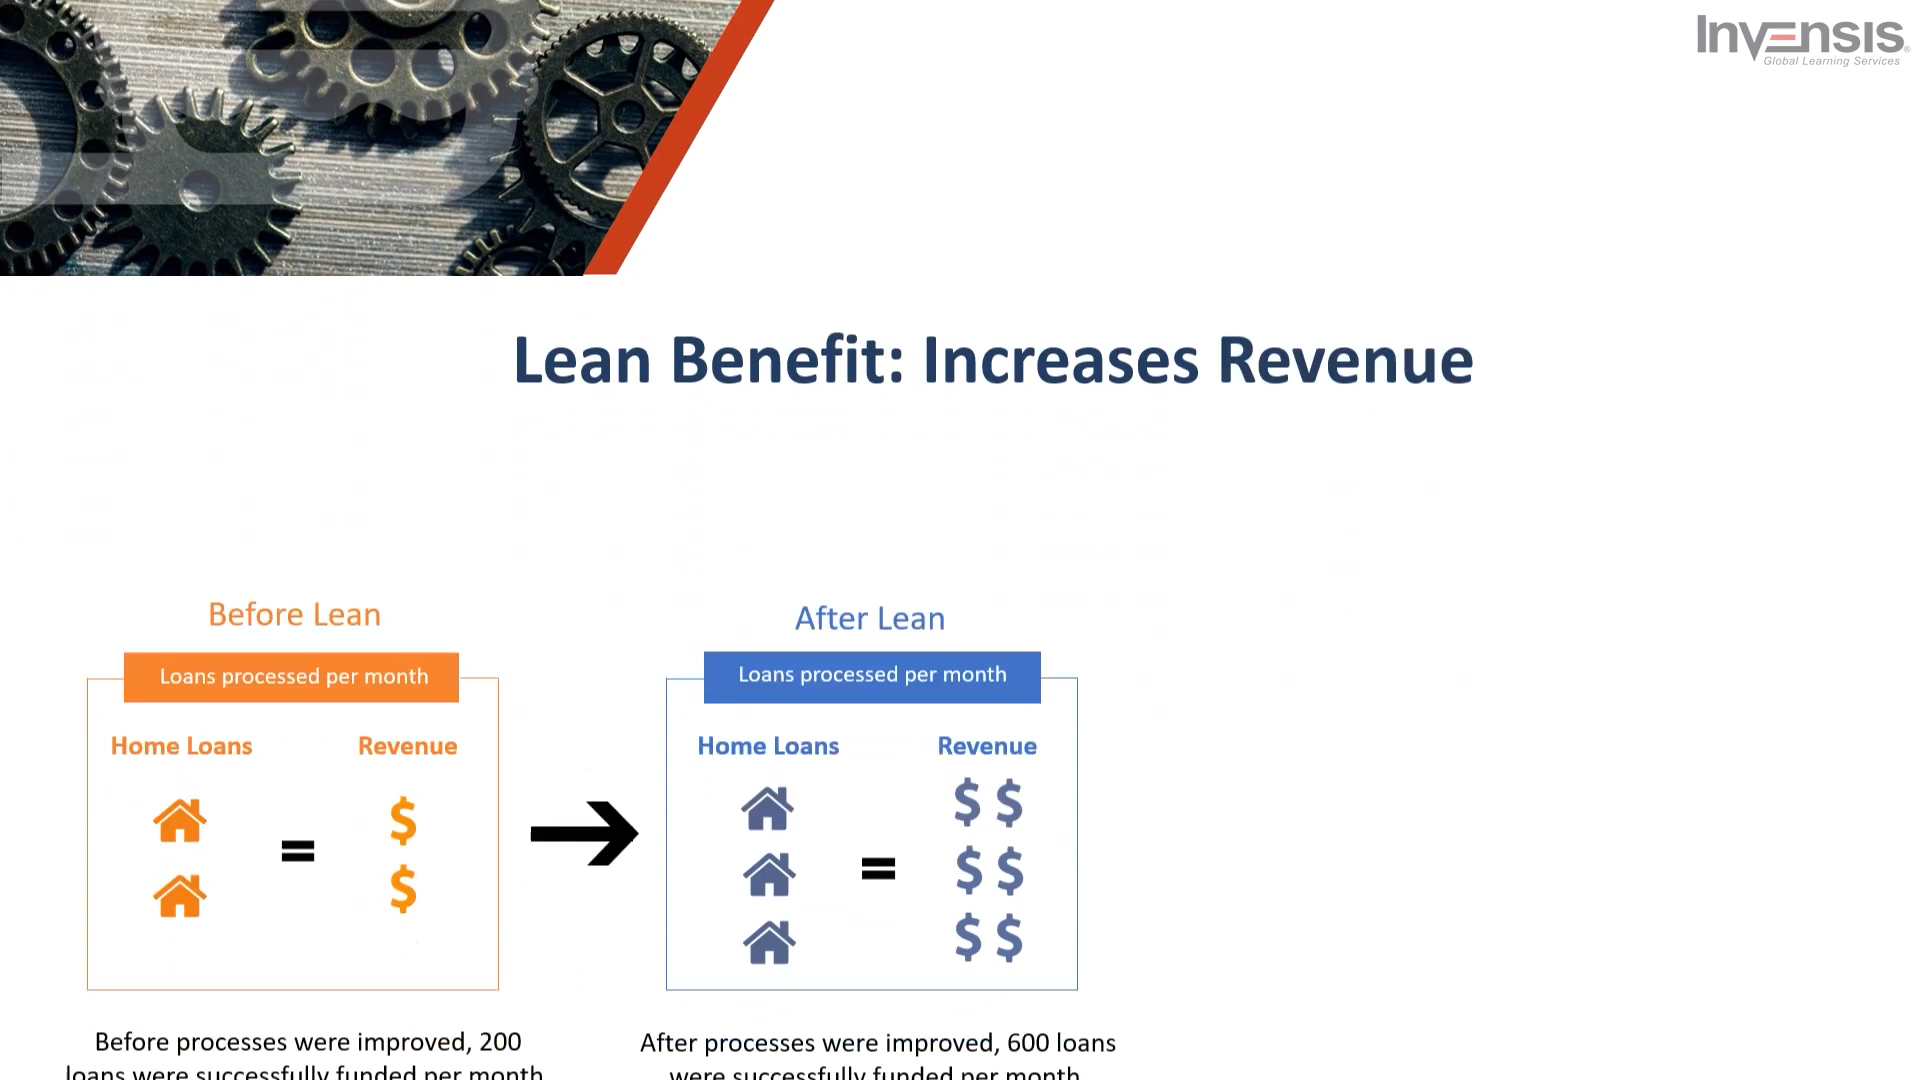 Invensis
Global Learning Services
Lean Benefit: Increases Revenue
Before Lean
Loans processed per month
Home Loans
Revenue
=
$
$
Before processes were improved, 200
loans were successfully funded per month
After Lean
Loans processed per month
Home Loans
Revenue
=
$ $
$ $
$ $
After processes were improved, 600 loans
were successfully funded per month